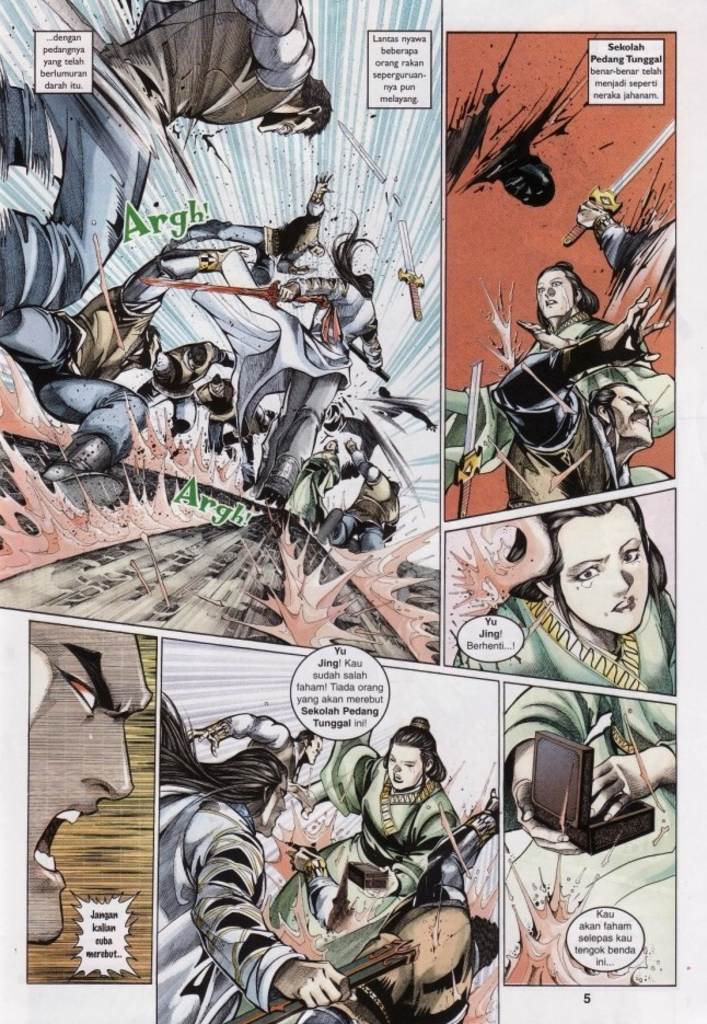 ...dengan
pedangnya
yang telah
berlumuran
darah itu.
Lantas nyawa
beberapa
orang rakan
seperguruan-
nya pun
melayang.
Argh!
Argh!
Sekolah
Pedang Tunggal
benar-benar telah
menjadi seperti
neraka jahanam.
Yu
Jing!
Berhenti...!
Jangan
kalian
cuba
merebut..
Yu
Jing! Kau
sudah salah
faham! Tiada orang
yang akan merebut
Sekolah Pedang
Tunggal ini!
Kau
akan faham
selepas kau
tengok benda
ini...
5